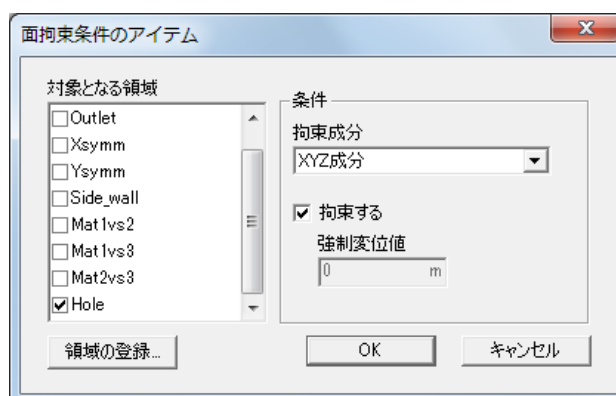 面拘束条件のアイテム
対象となる領域
Outlet
Xsymm
Ysymm
Side_wall
Mat1vs2
Mat1vs3
Mat2vs3
Hole
領域の登録...
条件
拘束成分
XYZ成分
拘束する
強制変位値
0 m
OK
キャンセル